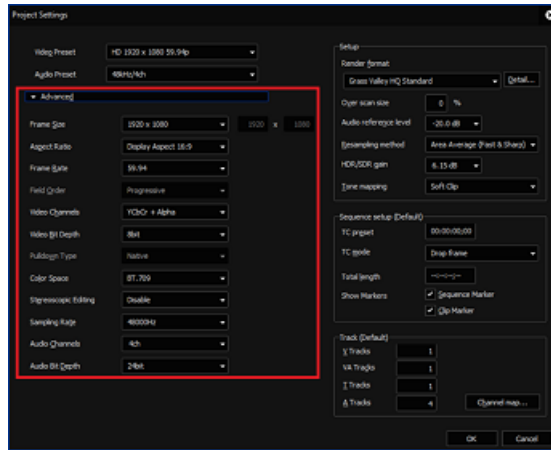 Project Settings
Video Preset HD 1920 x 1080 59.94p
Audio Preset 48kHz/4ch
Advanced
Frame Size 1920 x 1080 1920 x 1080
Aspect Ratio Display Aspect 16:9
Frame Rate 59.94
Field Order Progressive
Video Channels YCbCr + Alpha
Video Bit Depth 8bit
Pulldown Type Native
Color Space BT.709
Stereoscopic Editing Disable
Sampling Rate 48000Hz
Audio Channels 4ch
Audio Bit Depth 24bit
Setup
Render format
Grass Valley HQ Standard Detail...
Over scan size 0 %
Audio reference level -20.0 dB
Resampling method Area Average (Fast & Sharp)
HDR/SDR gain 6.15 dB
Tone mapping Soft Clip
Sequence setup (Default)
TC preset 00:00:00;00
TC mode Drop frame
Total length --:--:--;--
Show Markers Sequence Marker
Clip Marker
Track (Default)
V Tracks 1
VA Tracks 1
T Tracks 1
A Tracks 4 Channel map...
OK Cancel